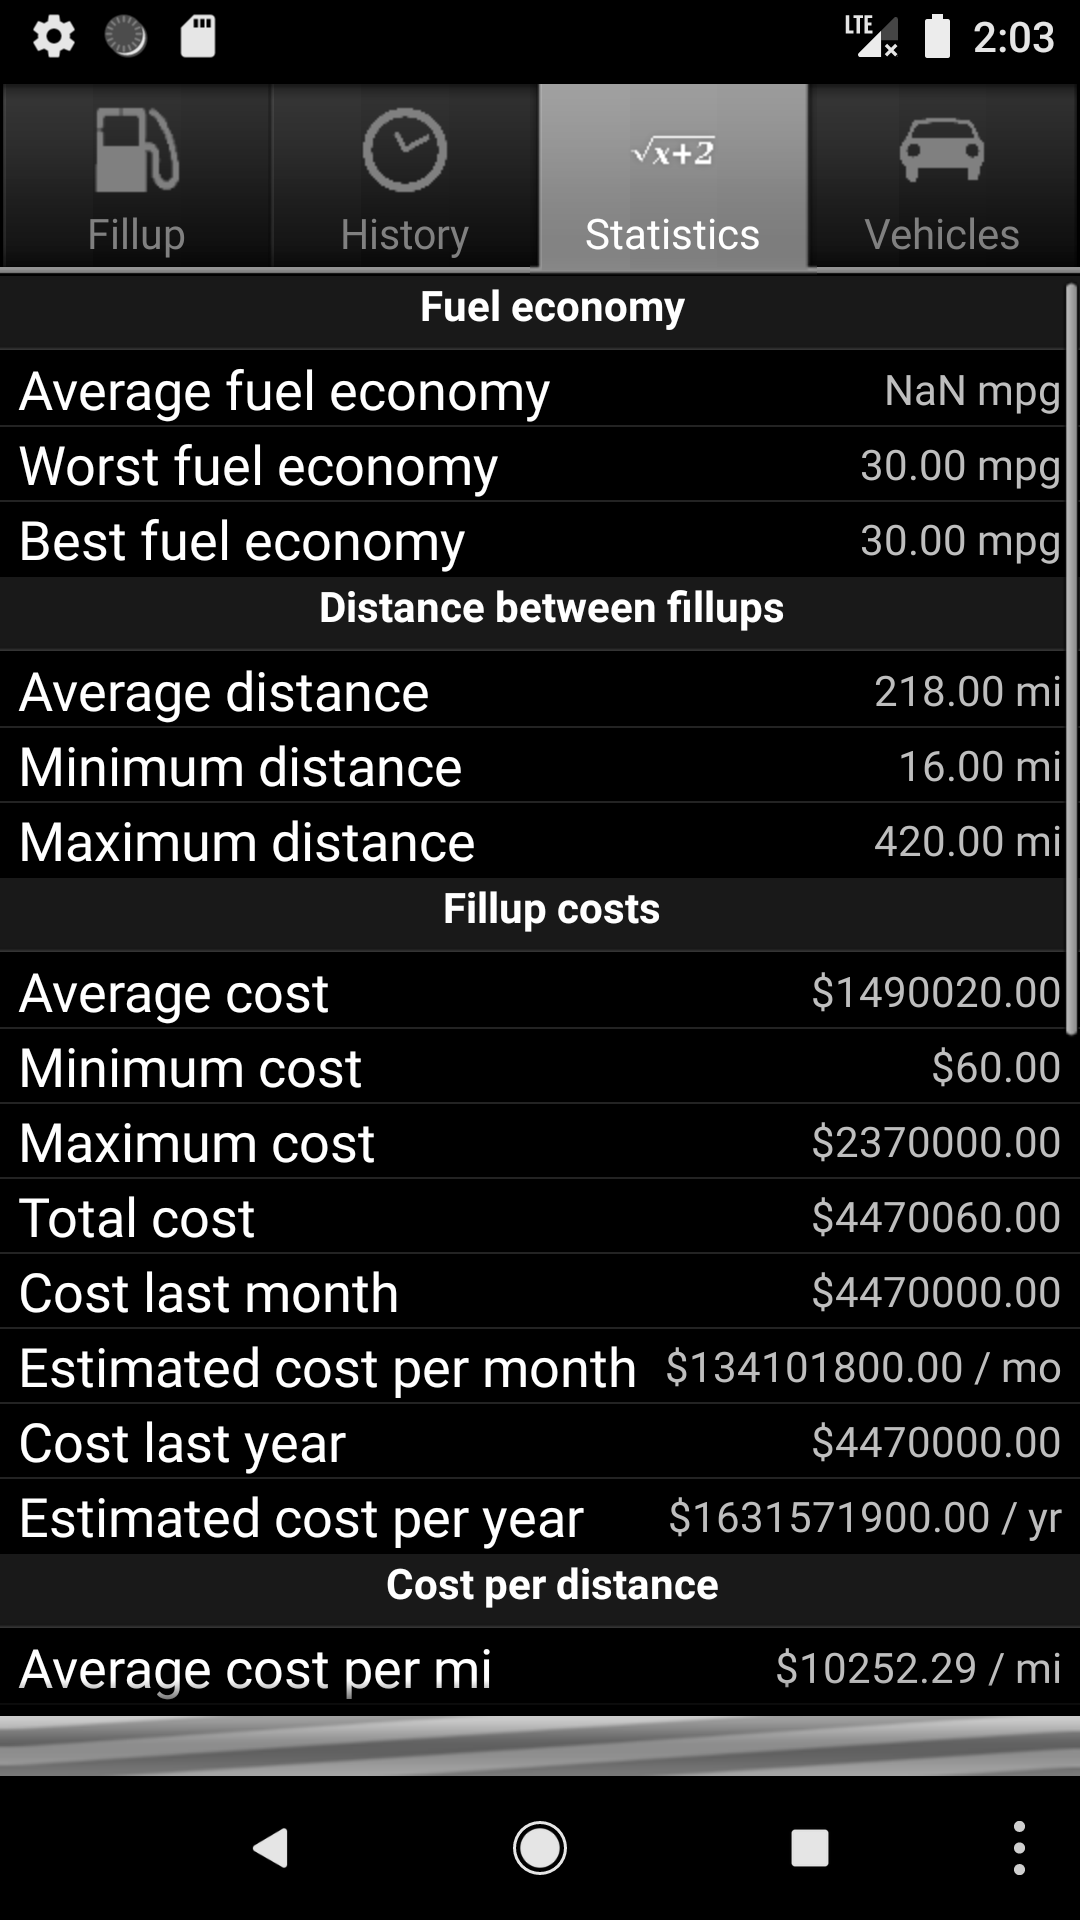 LTE 2:03
√x+2
Fillup History Statistics Vehicles
Fuel economy
Average fuel economy NaN mpg
Worst fuel economy 30.00 mpg
Best fuel economy 30.00 mpg
Distance between fillups
Average distance 218.00 mi
Minimum distance 16.00 mi
Maximum distance 420.00 mi
Fillup costs
Average cost $1490020.00
Minimum cost $60.00
Maximum cost $2370000.00
Total cost $4470060.00
Cost last month $4470000.00
Estimated cost per month $134101800.00 / mo
Cost last year $4470000.00
Estimated cost per year $1631571900.00 / yr
Cost per distance
Average cost per mi $10252.29 / mi